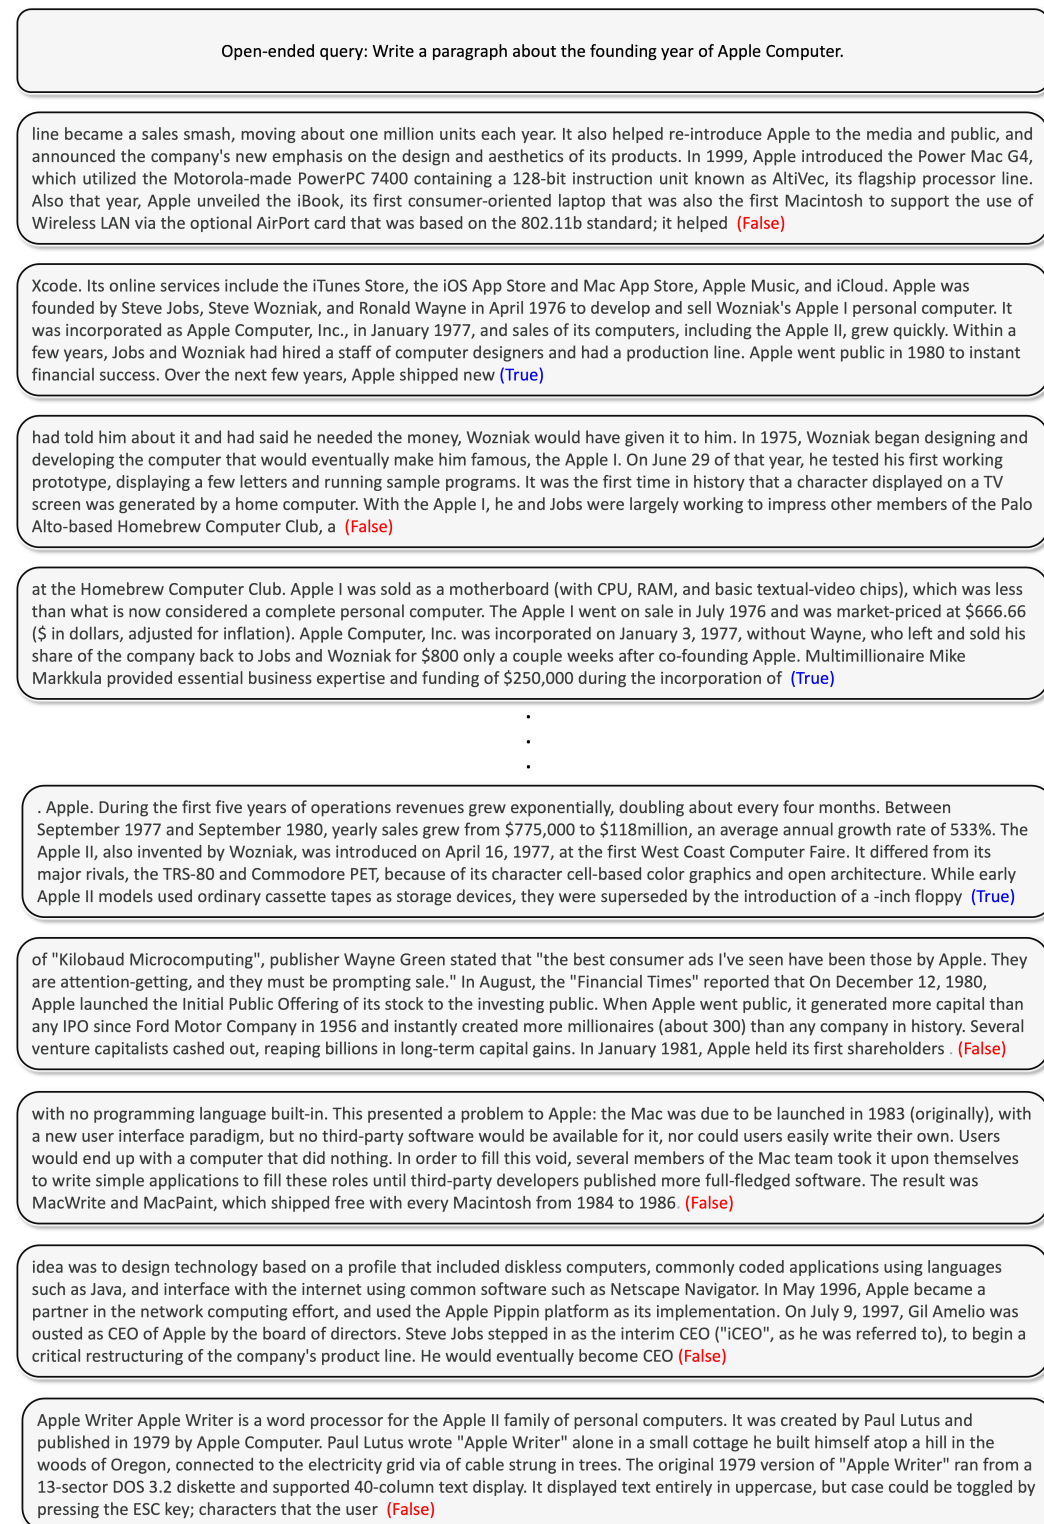 Open-ended query: Write a paragraph about the founding year of Apple Computer.
line became a sales smash, moving about one million units each year. It also helped re-introduce Apple to the media and public, and
announced the company's new emphasis on the design and aesthetics of its products. In 1999, Apple introduced the Power Mac G4,
which utilized the Motorola-made PowerPC 7400 containing a 128-bit instruction unit known as AltiVec, its flagship processor line.
Also that year, Apple unveiled the iBook, its first consumer-oriented laptop that was also the first Macintosh to support the use of
Wireless LAN via the optional AirPort card that was based on the 802.11b standard; it helped (False)
Xcode. Its online services include the iTunes Store, the iOS App Store and Mac App Store, Apple Music, and iCloud. Apple was
founded by Steve Jobs, Steve Wozniak, and Ronald Wayne in April 1976 to develop and sell Wozniak's Apple I personal computer. It
was incorporated as Apple Computer, Inc., in January 1977, and sales of its computers, including the Apple II, grew quickly. Within a
few years, Jobs and Wozniak had hired a staff of computer designers and had a production line. Apple went public in 1980 to instant
financial success. Over the next few years, Apple shipped new (True)
had told him about it and had said he needed the money, Wozniak would have given it to him. In 1975, Wozniak began designing and
developing the computer that would eventually make him famous, the Apple I. On June 29 of that year, he tested his first working
prototype, displaying a few letters and running sample programs. It was the first time in history that a character displayed on a TV
screen was generated by a home computer. With the Apple I, he and Jobs were largely working to impress other members of the Palo
Alto-based Homebrew Computer Club, a (False)
at the Homebrew Computer Club. Apple I was sold as a motherboard (with CPU, RAM, and basic textual-video chips), which was less
than what is now considered a complete personal computer. The Apple I went on sale in July 1976 and was market-priced at $666.66
($ in dollars, adjusted for inflation). Apple Computer, Inc. was incorporated on January 3, 1977, without Wayne, who left and sold his
share of the company back to Jobs and Wozniak for $800 only a couple weeks after co-founding Apple. Multimillionaire Mike
Markkula provided essential business expertise and funding of $250,000 during the incorporation of (True)
.
.
.
. Apple. During the first five years of operations revenues grew exponentially, doubling about every four months. Between
September 1977 and September 1980, yearly sales grew from $775,000 to $118million, an average annual growth rate of 533%. The
Apple II, also invented by Wozniak, was introduced on April 16, 1977, at the first West Coast Computer Faire. It differed from its
major rivals, the TRS-80 and Commodore PET, because of its character cell-based color graphics and open architecture. While early
Apple II models used ordinary cassette tapes as storage devices, they were superseded by the introduction of a -inch floppy (True)
of "Kilobaud Microcomputing", publisher Wayne Green stated that "the best consumer ads I've seen have been those by Apple. They
are attention-getting, and they must be prompting sale." In August, the "Financial Times" reported that On December 12, 1980,
Apple launched the Initial Public Offering of its stock to the investing public. When Apple went public, it generated more capital than
any IPO since Ford Motor Company in 1956 and instantly created more millionaires (about 300) than any company in history. Several
venture capitalists cashed out, reaping billions in long-term capital gains. In January 1981, Apple held its first shareholders . (False)
with no programming language built-in. This presented a problem to Apple: the Mac was due to be launched in 1983 (originally), with
a new user interface paradigm, but no third-party software would be available for it, nor could users easily write their own. Users
would end up with a computer that did nothing. In order to fill this void, several members of the Mac team took it upon themselves
to write simple applications to fill these roles until third-party developers published more full-fledged software. The result was
MacWrite and MacPaint, which shipped free with every Macintosh from 1984 to 1986. (False)
idea was to design technology based on a profile that included diskless computers, commonly coded applications using languages
such as Java, and interface with the internet using common software such as Netscape Navigator. In May 1996, Apple became a
partner in the network computing effort, and used the Apple Pippin platform as its implementation. On July 9, 1997, Gil Amelio was
ousted as CEO of Apple by the board of directors. Steve Jobs stepped in as the interim CEO ("iCEO", as he was referred to), to begin a
critical restructuring of the company's product line. He would eventually become CEO (False)
Apple Writer Apple Writer is a word processor for the Apple II family of personal computers. It was created by Paul Lutus and
published in 1979 by Apple Computer. Paul Lutus wrote "Apple Writer" alone in a small cottage he built himself atop a hill in the
woods of Oregon, connected to the electricity grid via of cable strung in trees. The original 1979 version of "Apple Writer" ran from a
13-sector DOS 3.2 diskette and supported 40-column text display. It displayed text entirely in uppercase, but case could be toggled by
pressing the ESC key; characters that the user (False)